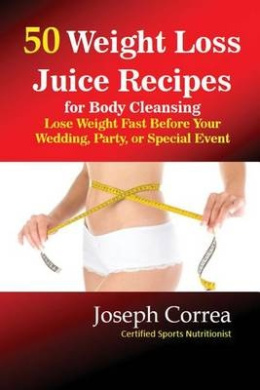 50 Weight Loss
Juice Recipes
for Body Cleansing
Lose Weight Fast Before Your
Wedding, Party, or Special Event
Joseph Correa
Certified Sports Nutritionist